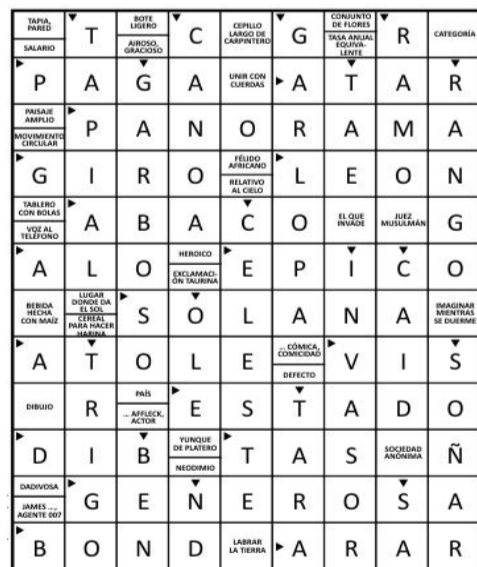 TAPIA,
PARED
SALARIO
T
BOTE
LIGERO
AIROSO,
GRACIOSO
C
CEPILLO
LARGO DE
CARPINTERO
G
CONJUNTO
DE FLORES
TASA ANUAL
EQUIVA-
LENTE
R
CATEGORÍA
P A G A
UNIR CON
CUERDAS
A T A R
PAISAJE
AMPLIO
MOVIMIENTO
CIRCULAR
P A N O R A M A
G I R O
FÉLIDO
AFRICANO
RELATIVO
AL CIELO
L E O N
TABLERO
CON BOLAS
VOZ AL
TELÉFONO
A B A C O
EL QUE
INVADE
JUEZ
MUSULMÁN
G
A L O
HEROICO
EXCLAMACI-
ÓN TAURINA
E P I C O
BEBIDA
HECHA
CON MAÍZ
LUGAR
DONDE DA
EL SOL
CEREAL
PARA HACER
HARINA
S O L A N A
IMAGINAR
MIENTRAS
SE DUERME
A T O L E
... CÓMICA,
COMICIDAD
DEFECTO
V I S
DIBUJO
R
PAÍS
... AFFLECK,
ACTOR
E S T A D O
D I B
YUNQUE
DE PLATERO
NEODIMIO
T A S
SOCIEDAD
ANÓNIMA
Ñ
DADIVOSA
JAMES ...,
AGENTE 007
G E N E R O S A
B O N D
LABRAR
LA TIERRA
A R A R